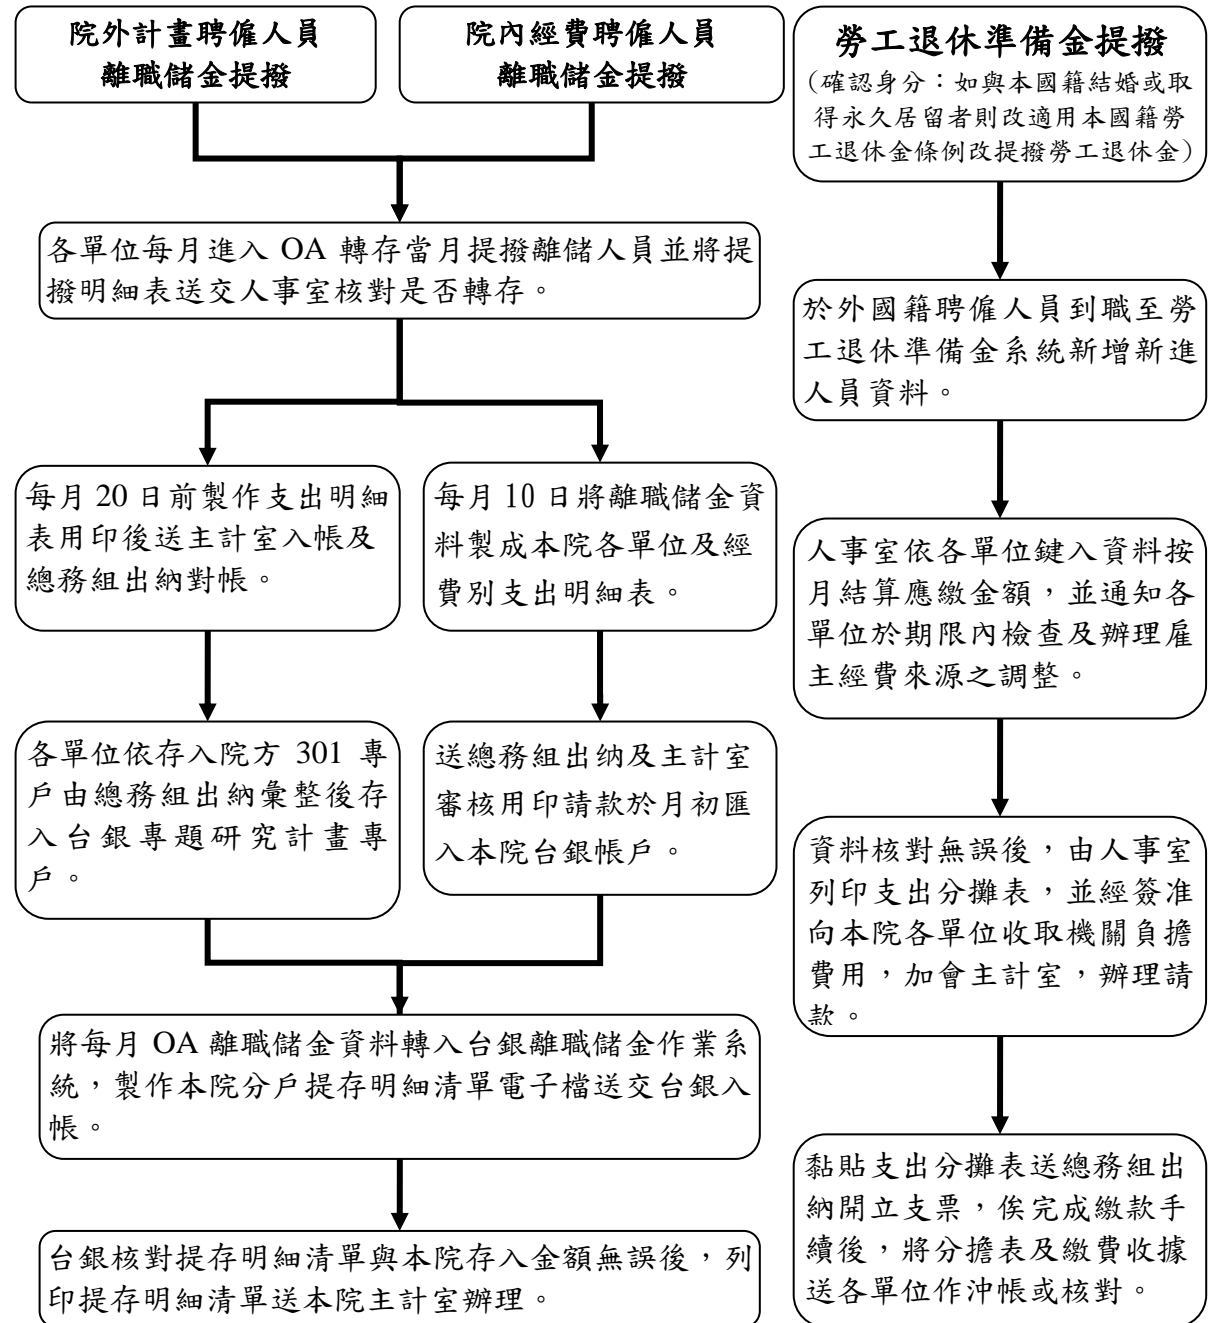 院外計畫聘僱人員
離職儲金提撥
院內經費聘僱人員
離職儲金提撥
各單位每月進入 OA 轉存當月提撥離儲人員並將提
撥明細表送交人事室核對是否轉存。
每月 20 日前製作支出明細
表用印後送主計室入帳及
總務組出納對帳。
每月 10 日將離職儲金資
料製成本院各單位及經
費別支出明細表。
各單位依存入院方 301 專
戶由總務組出納彙整後存
入台銀專題研究計畫專
戶。
送總務組出纳及主計室
審核用印請款於月初匯
入本院台銀帳戶。
將每月 OA 離職儲金資料轉入台銀離職儲金作業系
統，製作本院分戶提存明細清單電子檔送交台銀入
帳。
台銀核對提存明細清單與本院存入金額無誤後，列
印提存明細清單送本院主計室辦理。
勞工退休準備金提撥
(確認身分：如與本國籍結婚或取
得永久居留者則改適用本國籍勞
工退休金條例改提撥勞工退休金)
於外國籍聘僱人員到職至勞
工退休準備金系統新增新進
人員資料。
人事室依各單位鍵入資料按
月結算應繳金額，並通知各
單位於期限內檢查及辦理雇
主經費來源之調整。
資料核對無誤後，由人事室
列印支出分攤表，並經簽准
向本院各單位收取機關負擔
費用，加會主計室，辦理請
款。
黏貼支出分攤表送總務組出
納開立支票，俟完成繳款手
續後，將分擔表及繳費收據
送各單位作沖帳或核對。